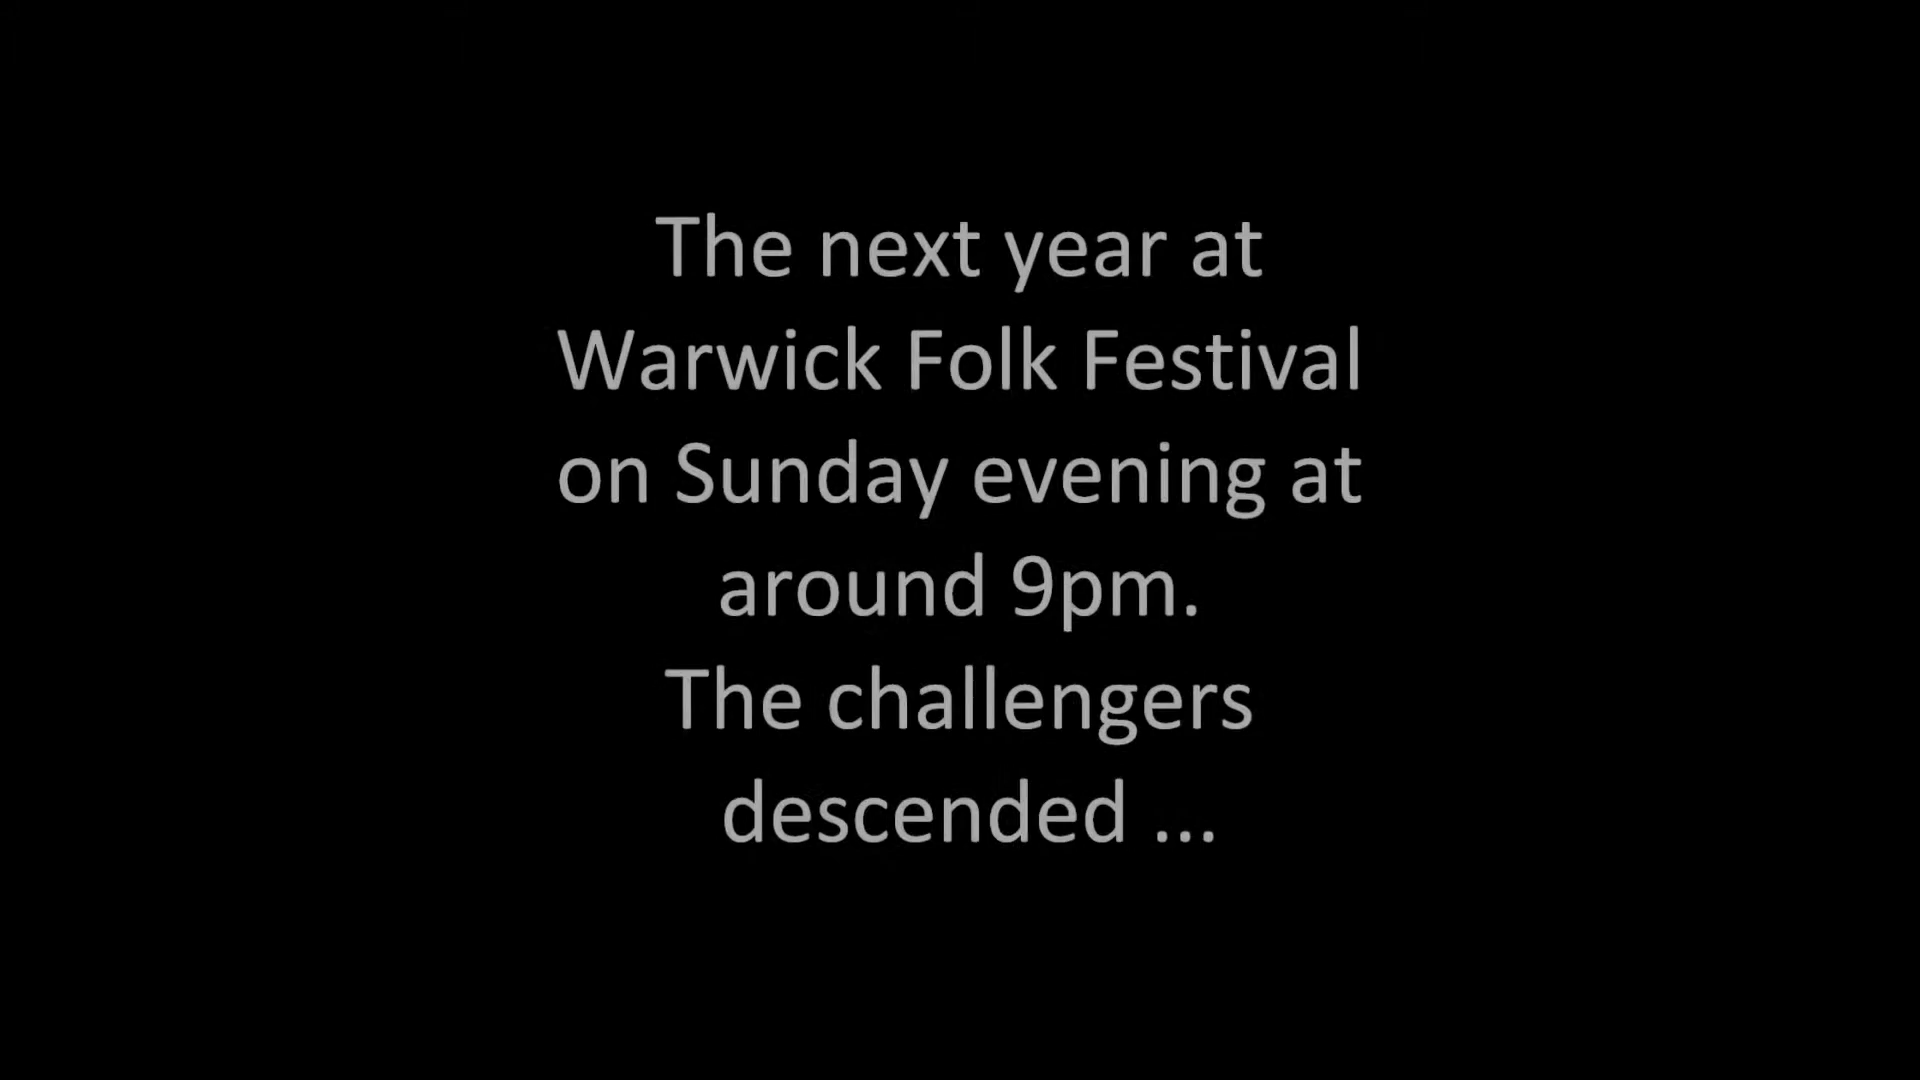 The next year at
Warwick Folk Festival
on Sunday evening at
around 9pm.
The challengers
descended ...